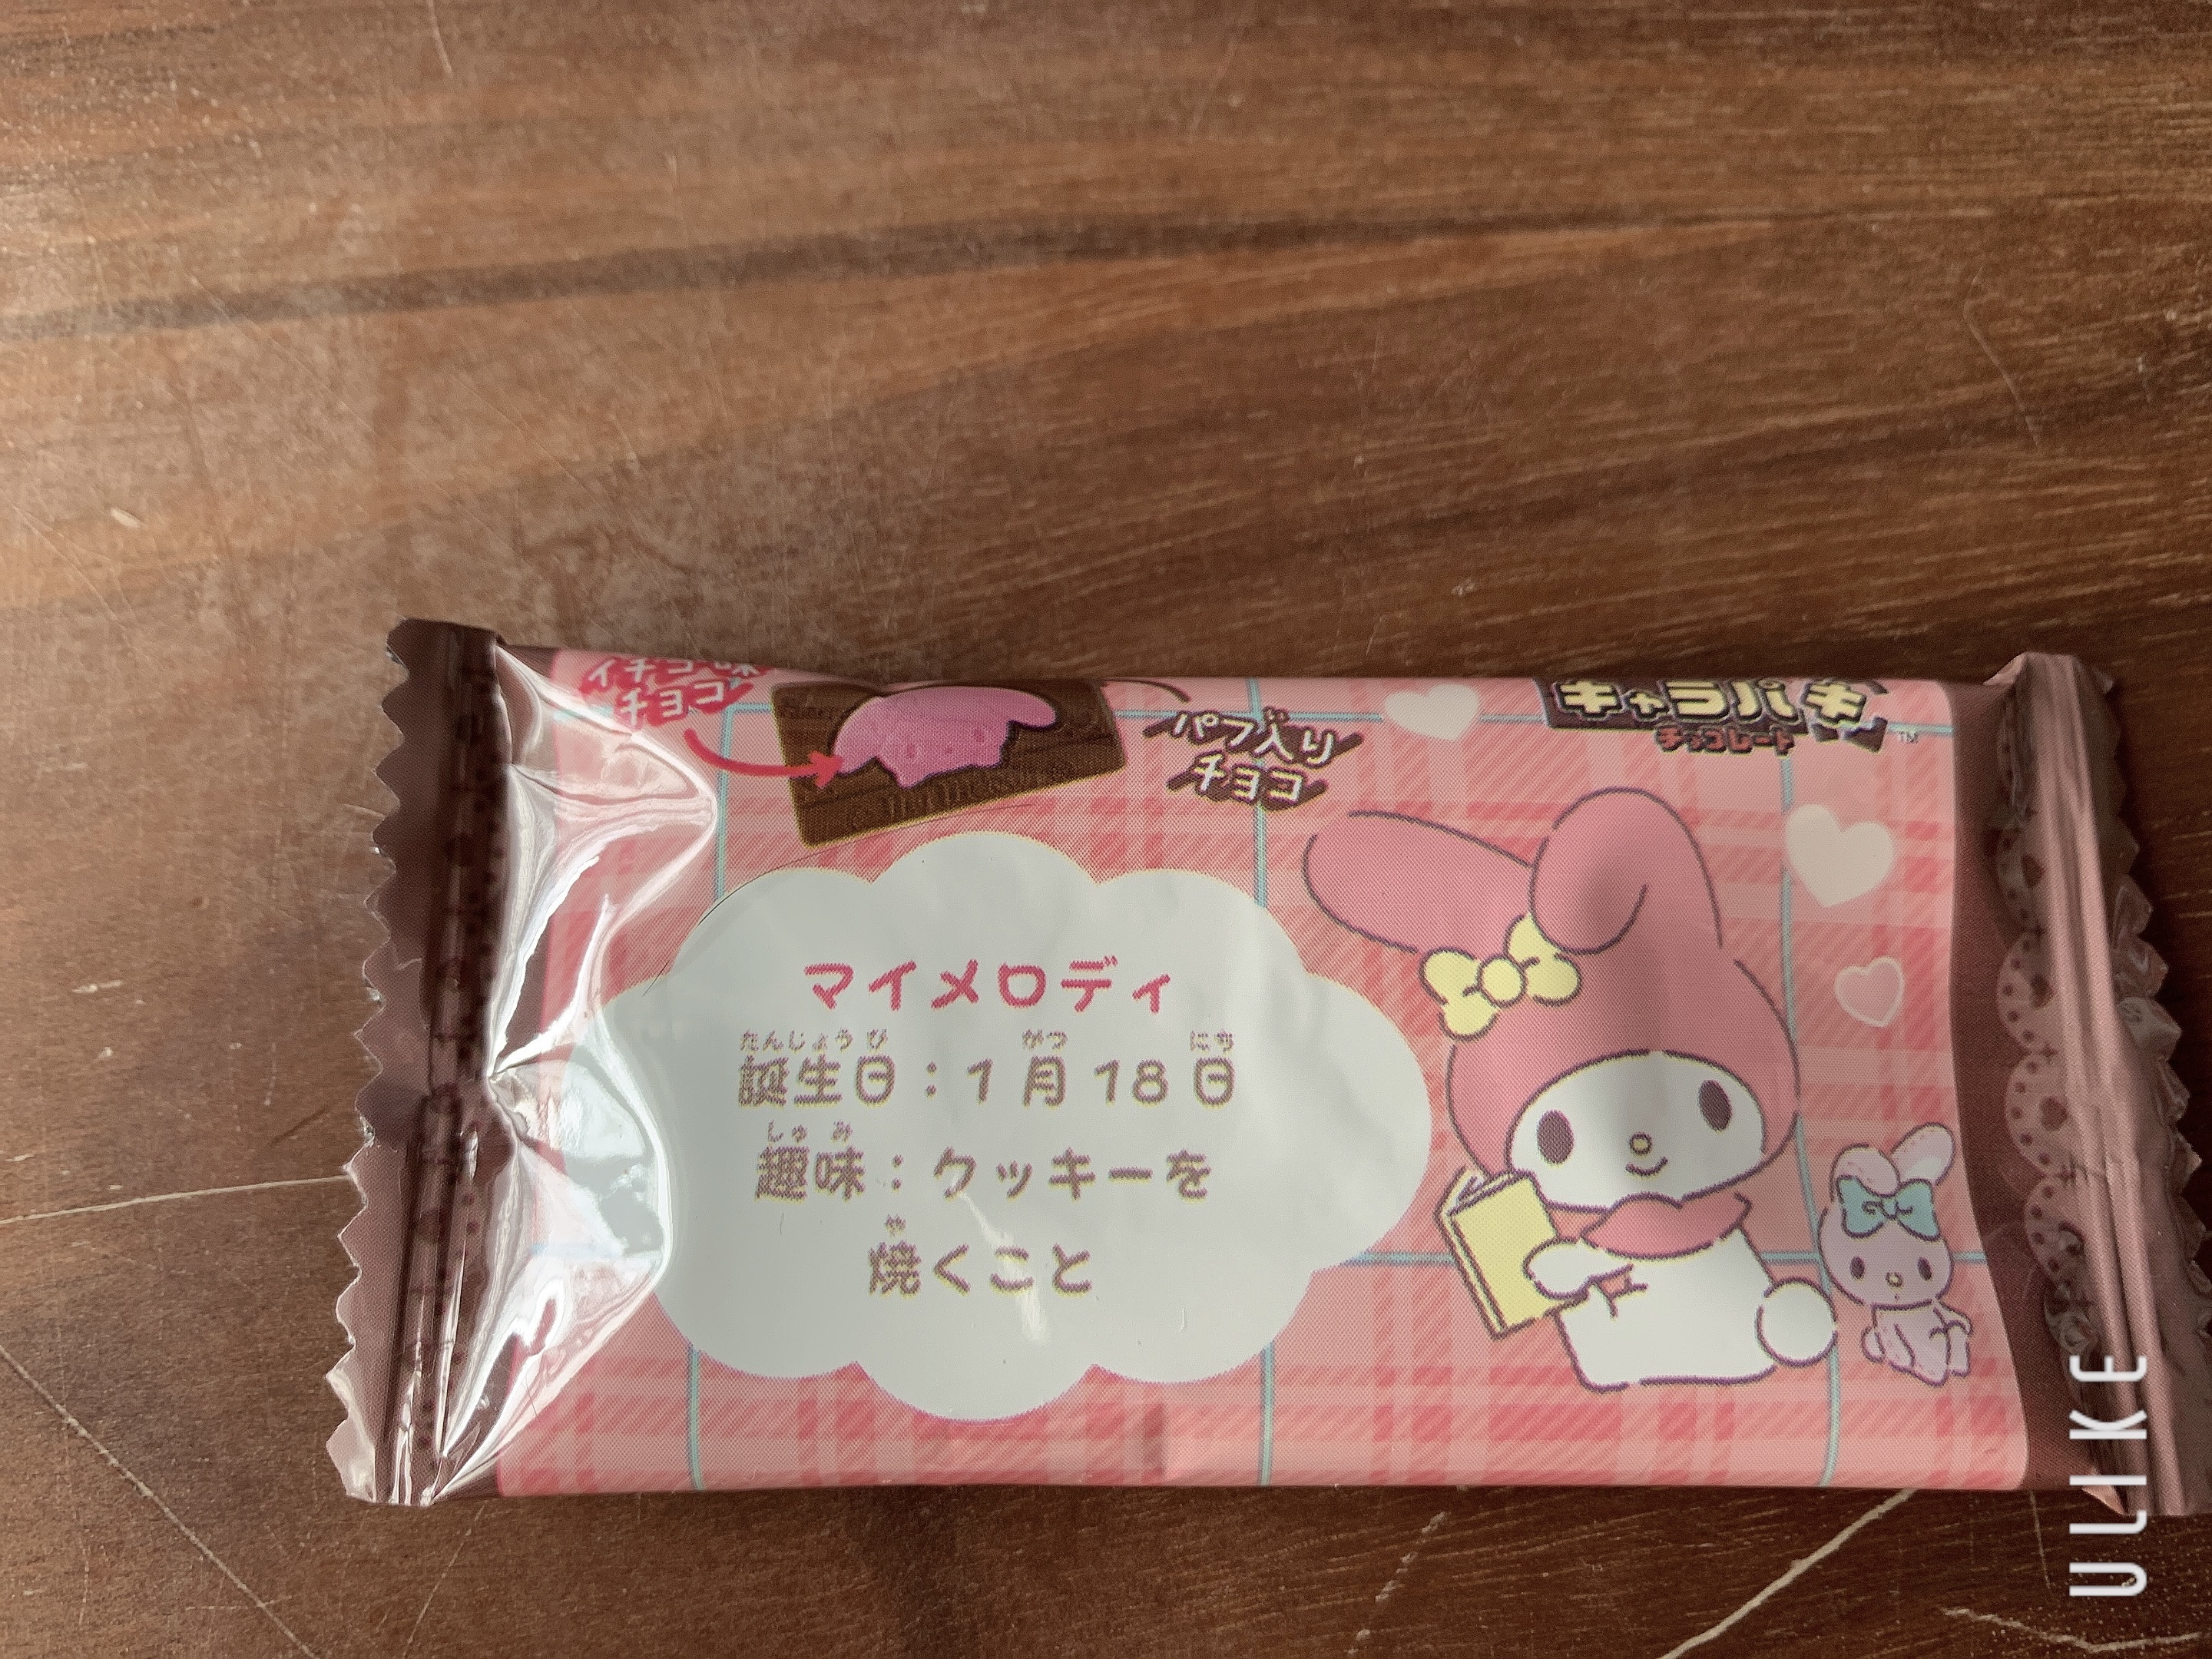 イチゴ味
チョコ
パフ入り
チョコ
キャラパキ
チョコレート
TM
マイメロディ
たんじょうび がつ にち
誕生日：1月18日
しゅみ
趣味：クッキーを
や
焼くこと
ULIKE